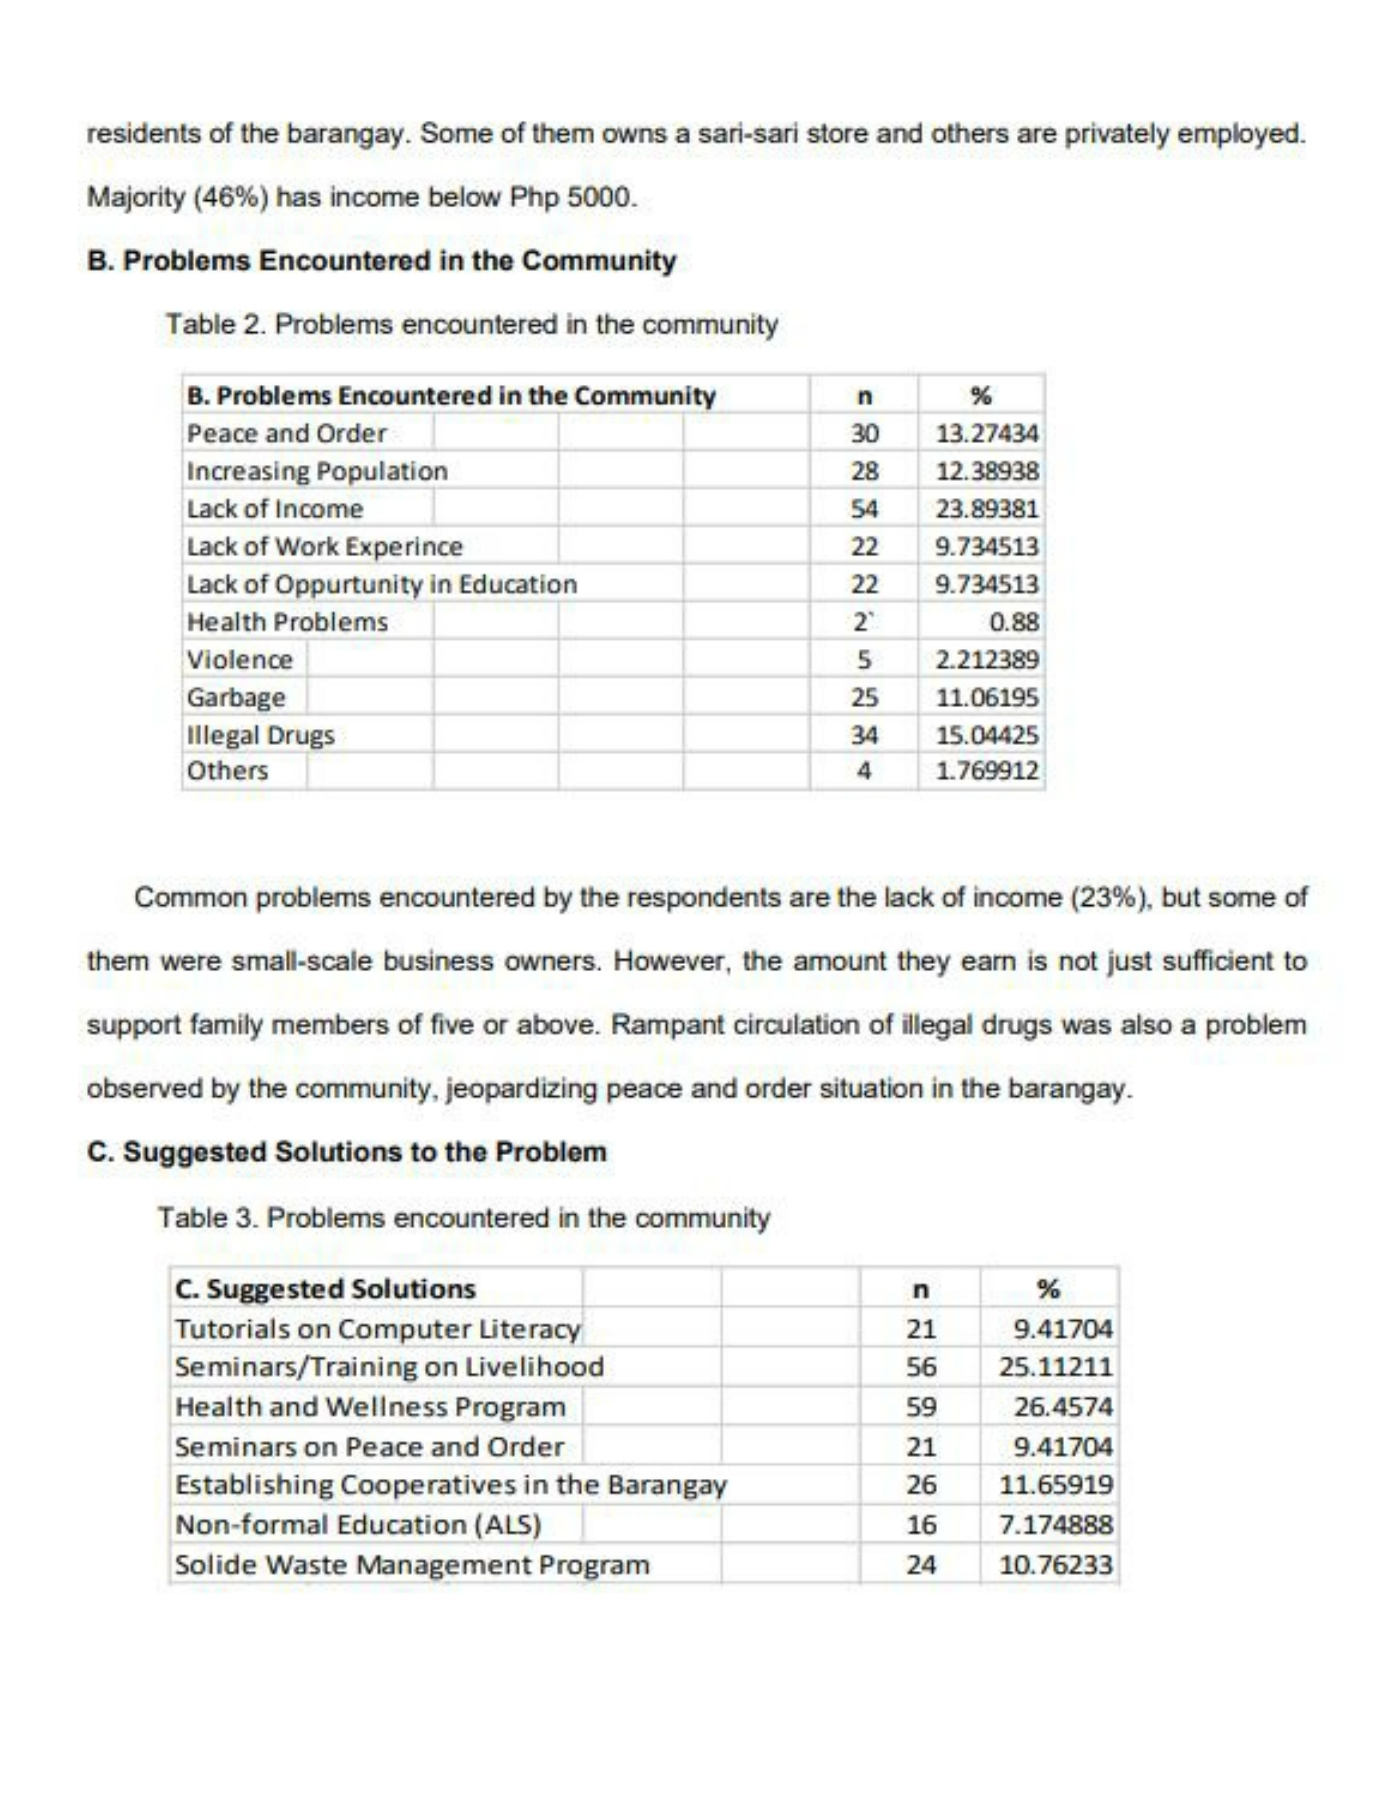 residents of the barangay. Some of them owns a sari-sari store and others are privately employed.
Majority (46%) has income below Php 5000.
B. Problems Encountered in the Community
Table 2. Problems encountered in the community
B. Problems Encountered in the Community n %
Peace and Order 30 13.27434
Increasing Population 28 12.38938
Lack of Income 54 23.89381
Lack of Work Experince 22 9.734513
Lack of Oppurtunity in Education 22 9.734513
Health Problems 2` 0.88
Violence 5 2.212389
Garbage 25 11.06195
Illegal Drugs 34 15.04425
Others 4 1.769912
Common problems encountered by the respondents are the lack of income (23%), but some of
them were small-scale business owners. However, the amount they earn is not just sufficient to
support family members of five or above. Rampant circulation of illegal drugs was also a problem
observed by the community, jeopardizing peace and order situation in the barangay.
C. Suggested Solutions to the Problem
Table 3. Problems encountered in the community
C. Suggested Solutions n %
Tutorials on Computer Literacy 21 9.41704
Seminars/Training on Livelihood 56 25.11211
Health and Wellness Program 59 26.4574
Seminars on Peace and Order 21 9.41704
Establishing Cooperatives in the Barangay 26 11.65919
Non-formal Education (ALS) 16 7.174888
Solide Waste Management Program 24 10.76233